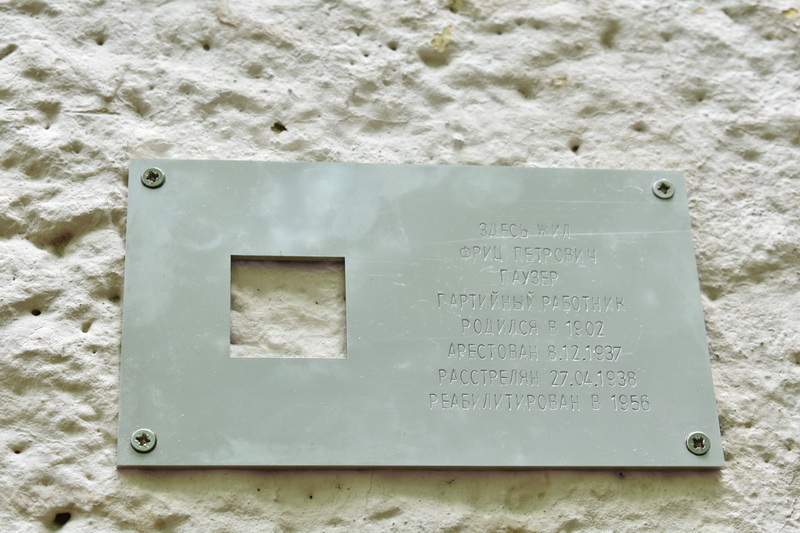 ЗДЕСЬ ЖИЛ
ФРИЦ ПЕТРОВИЧ
ГАУЗЕР
ПАРТИЙНЫЙ РАБОТНИК
РОДИЛСЯ В 1902
АРЕСТОВАН 8.12.1937
РАССТРЕЛЯН 27.04.1938
РЕАБИЛИТИРОВАН В 1956